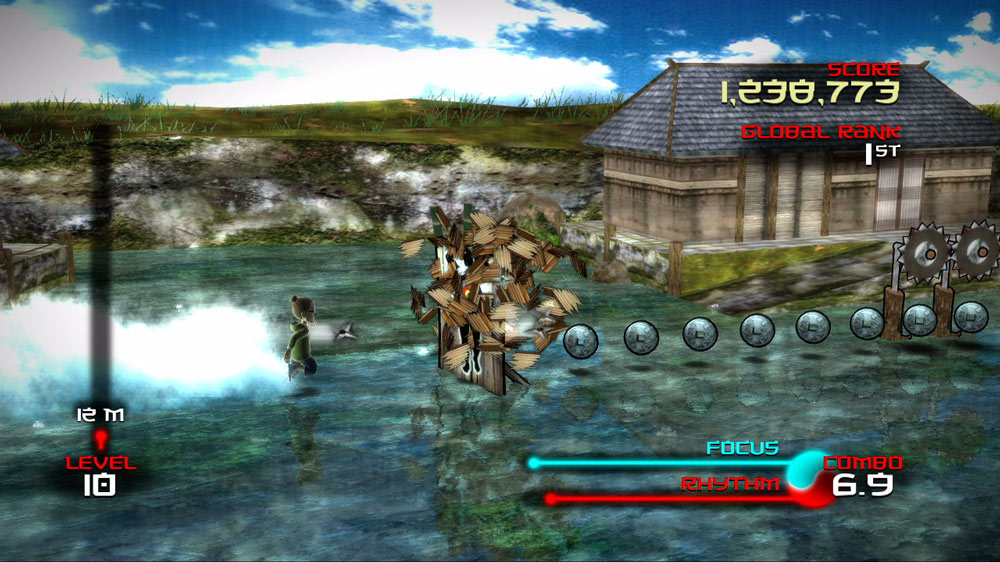 SCORE
1,238,773
GLOBAL RANK
1ST
12 M
LEVEL
10
FOCUS
RHYTHM
COMBO
6.9